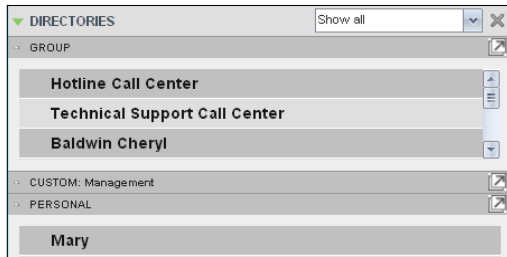 DIRECTORIES Show all
GROUP
Hotline Call Center
Technical Support Call Center
Baldwin Cheryl
CUSTOM: Management
PERSONAL
Mary